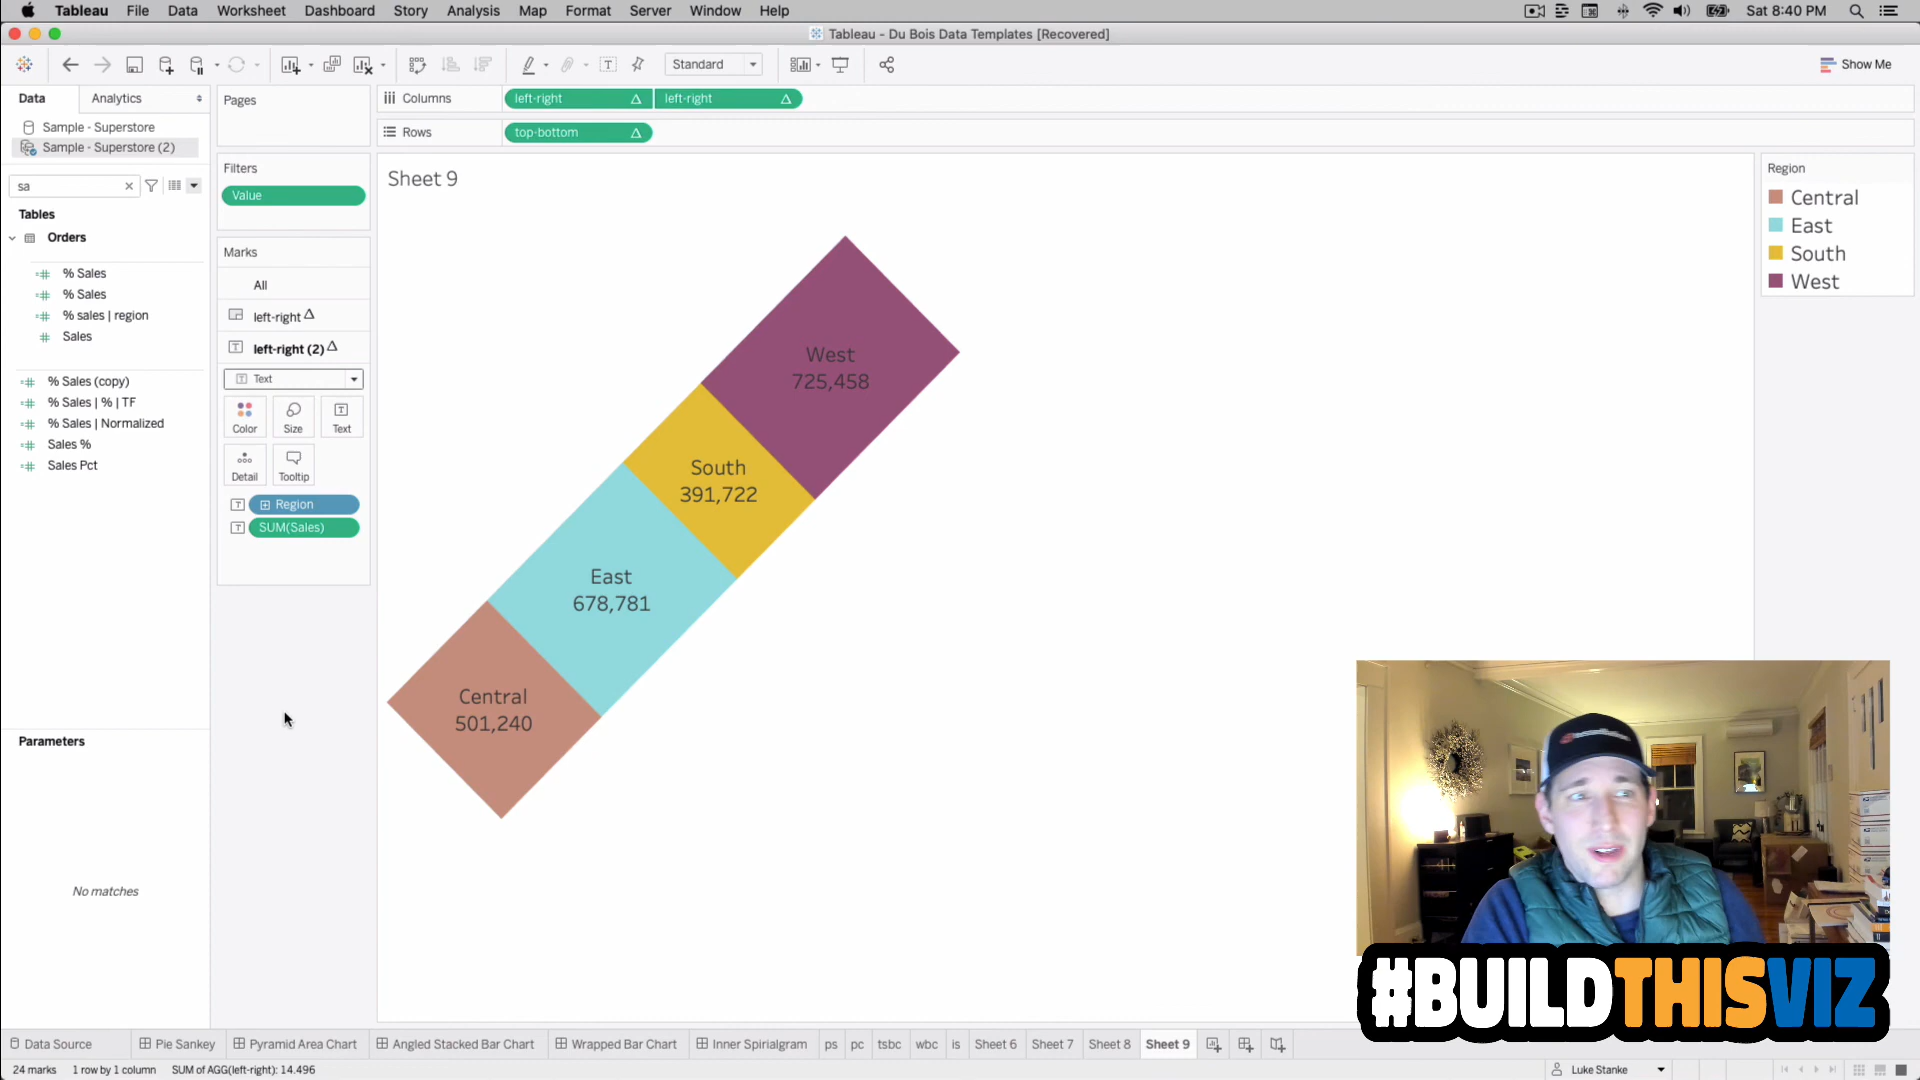 Tableau File Data Worksheet Dashboard Story Analysis Map Format Server Window Help
Sat 8:40 PM
Tableau - Du Bois Data Templates [Recovered]
Standard
Show Me
Data Analytics
Sample - Superstore
Sample - Superstore (2)
sa
Tables
Orders
% Sales
% Sales
% sales | region
Sales
% Sales (copy)
% Sales | % | TF
% Sales | Normalized
Sales %
Sales Pct
Parameters
No matches
Pages
Filters
Value
Marks
All
left-right
left-right (2)
Text
Color Size Text
Detail Tooltip
Region
SUM(Sales)
Columns left-right left-right
Rows top-bottom
Sheet 9
West
725,458
South
391,722
East
678,781
Central
501,240
Region
Central
East
South
West
#BUILDTHISVIZ
Data Source Pie Sankey Pyramid Area Chart Angled Stacked Bar Chart Wrapped Bar Chart Inner Spirialgram ps pc tsbc wbc is Sheet 6 Sheet 7 Sheet 8 Sheet 9
24 marks 1 row by 1 column SUM of AGG(left-right): 14.496
Luke Stanke